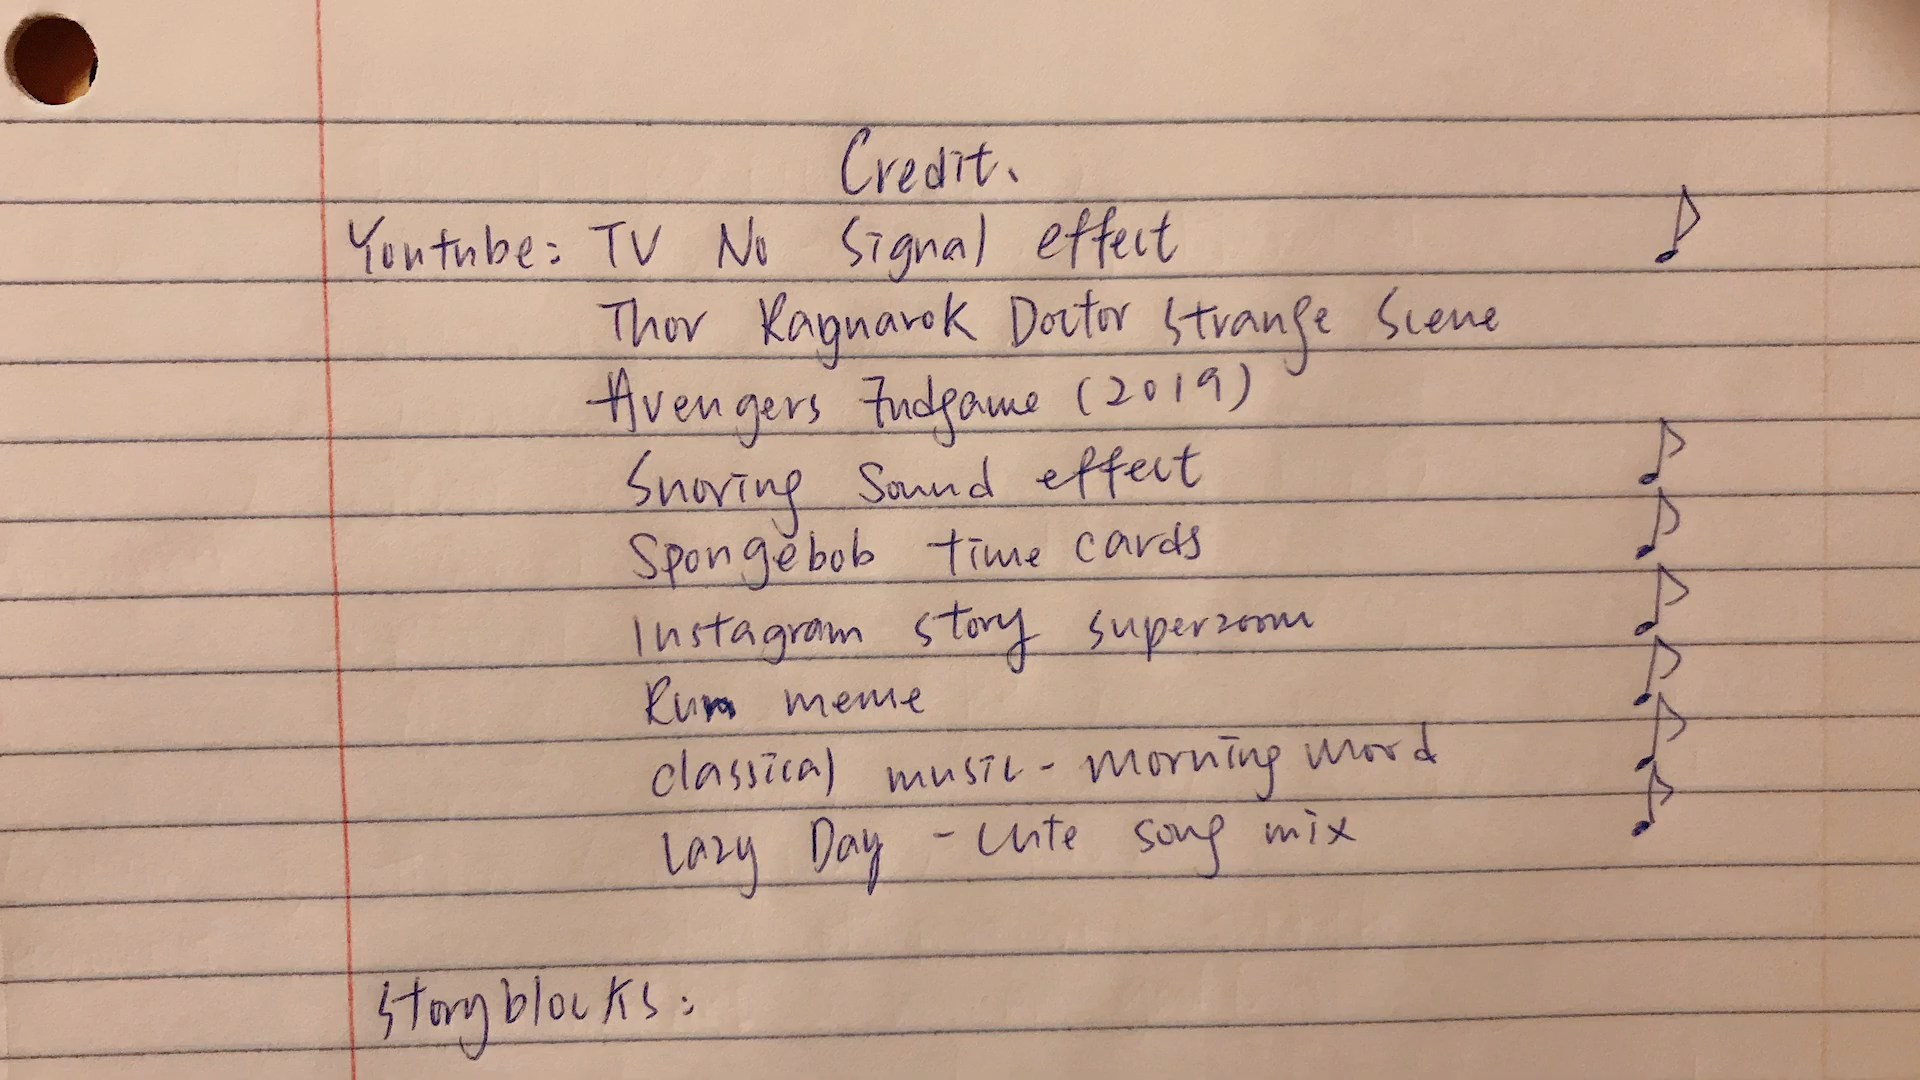 Credit.
Youtube: TV No Signal effect
Thor Ragnarok Doctor Strange Scene
Avengers Endgame (2019)
Snoring Sound effect
Spongebob time cards
Instagram story superzoom
Run meme
classical music - morning mood
Lazy Day - cute song mix
storyblocks: